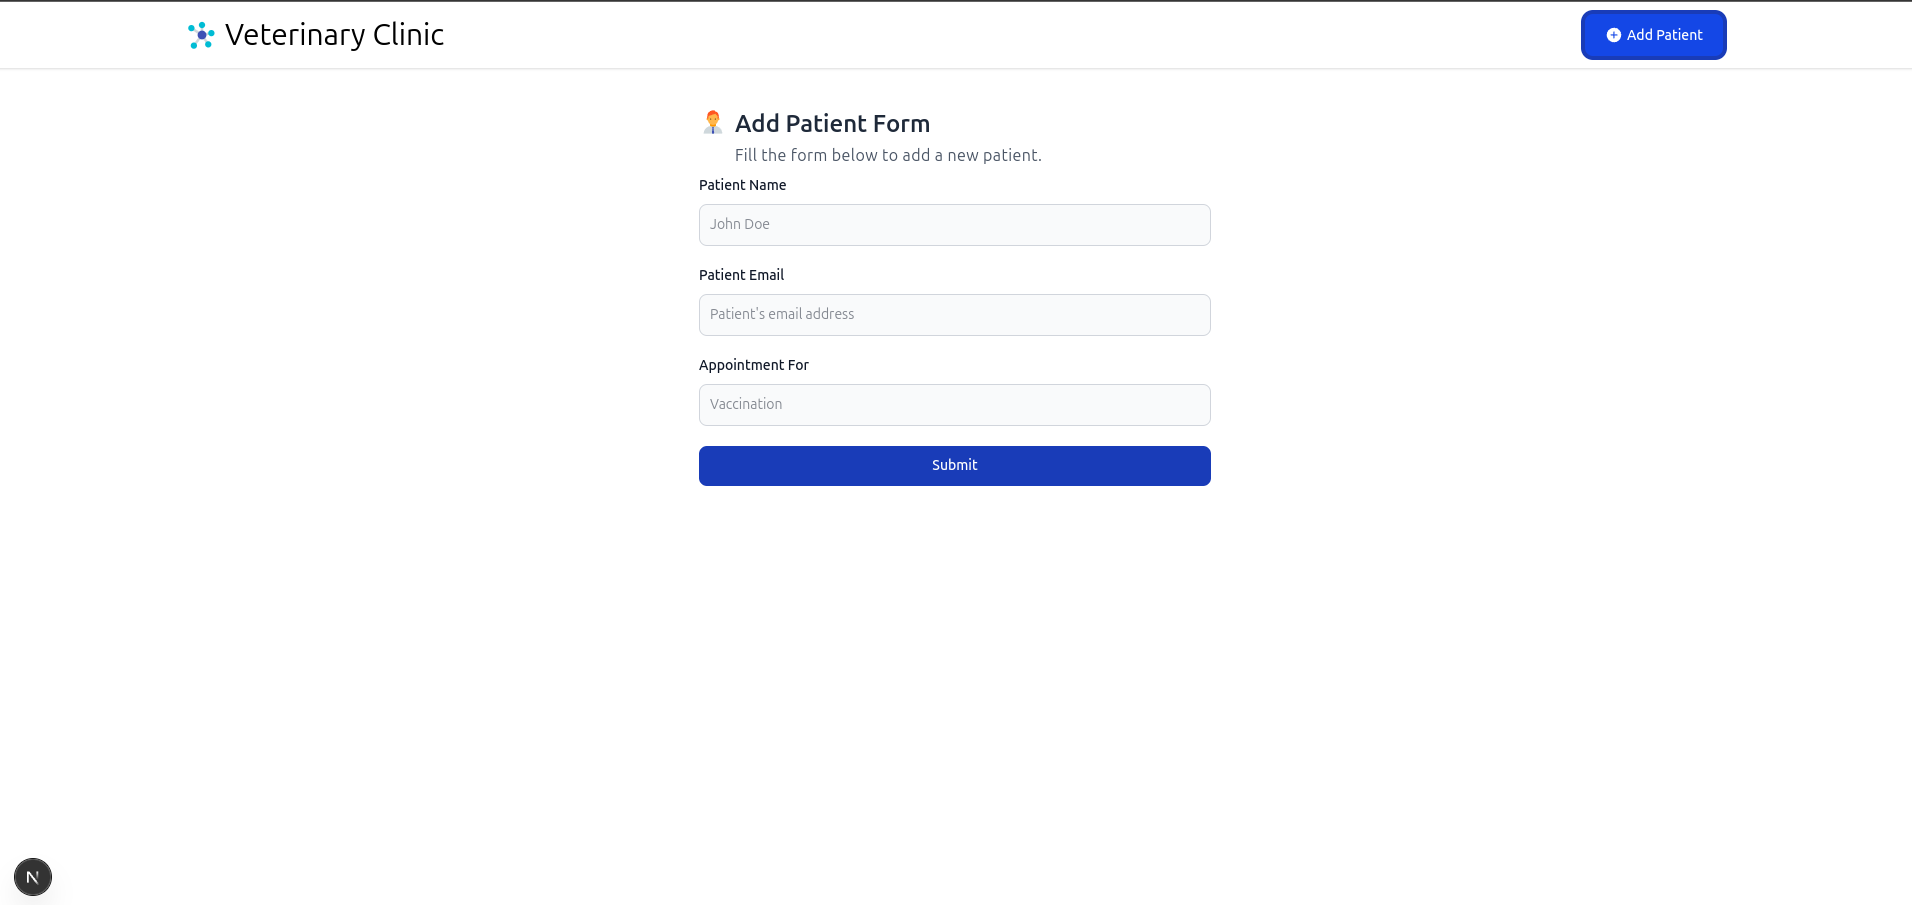 Veterinary Clinic
Add Patient
Add Patient Form
Fill the form below to add a new patient.
Patient Name
John Doe
Patient Email
Patient's email address
Appointment For
Vaccination
Submit
N